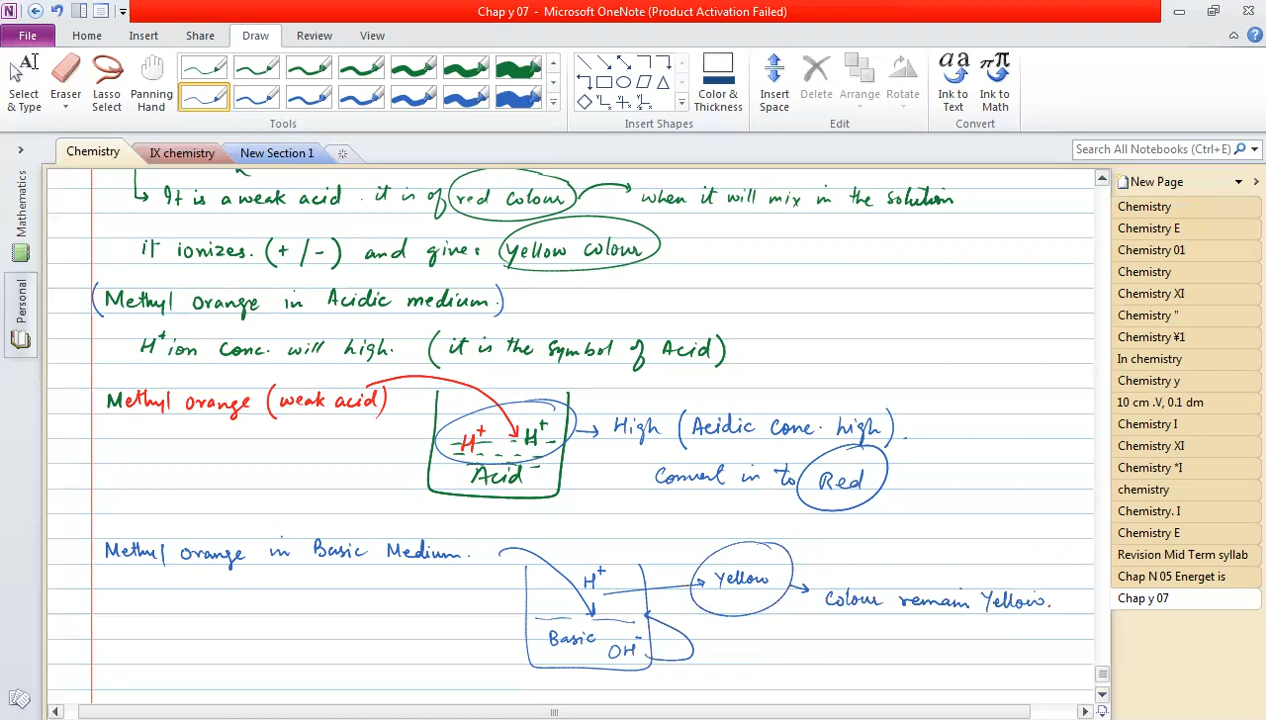 Chap y 07 - Microsoft OneNote (Product Activation Failed)
File Home Insert Share Draw Review View
Select & Type
Eraser
Lasso Select
Panning Hand
Color & Thickness
Insert Space
Delete
Arrange
Rotate
Ink to Text
Ink to Math
Tools
Insert Shapes
Edit
Convert
Chemistry
IX chemistry
New Section 1
Search All Notebooks (Ctrl+E)
Mathematics
Personal
It is a weak acid. it is of red colour when it will mix in the solution
it ionizes. (+/-) and gives yellow colour
(Methyl orange in Acidic medium.)
H+ ion conc. will high. (it is the symbol of Acid)
Methyl orange (weak acid)
H+ H+
Acid
High (Acidic conc. high).
Convert in to Red
Methyl orange in Basic Medium.
H+
Yellow
Colour remain Yellow.
Basic
OH-
New Page
Chemistry
Chemistry E
Chemistry 01
Chemistry
Chemistry XI
Chemistry "
Chemistry ¥1
In chemistry
Chemistry y
10 cm .V, 0.1 dm
Chemistry I
Chemistry XI
Chemistry *I
chemistry
Chemistry. I
Chemistry E
Revision Mid Term syllab
Chap N 05 Energet is
Chap y 07